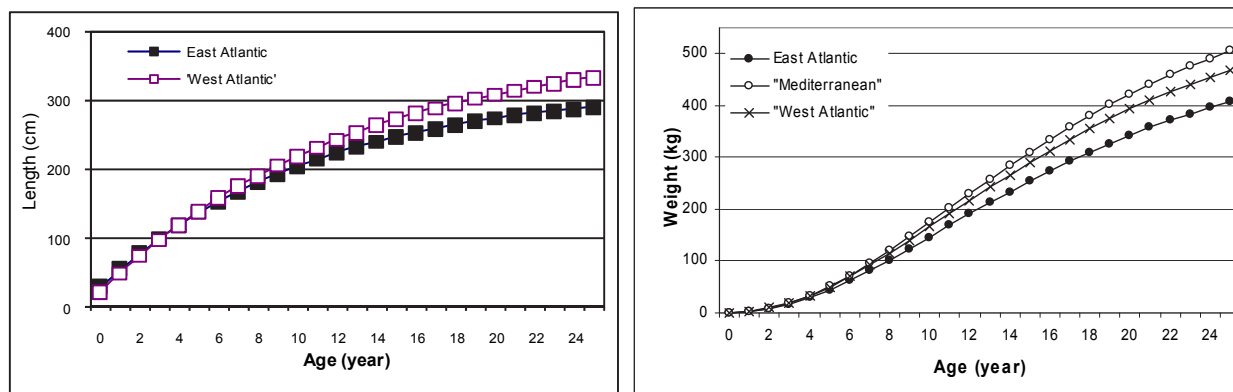 400
East Atlantic
'West Atlantic'
300
200
100
0
Length (cm)
0 2 4 6 8 10 12 14 16 18 20 22 24
Age (year)
500
East Atlantic
"Mediterranean"
400
"West Atlantic"
300
200
100
0
Weight (kg)
0 2 4 6 8 10 12 14 16 18 20 22 24
Age (year)